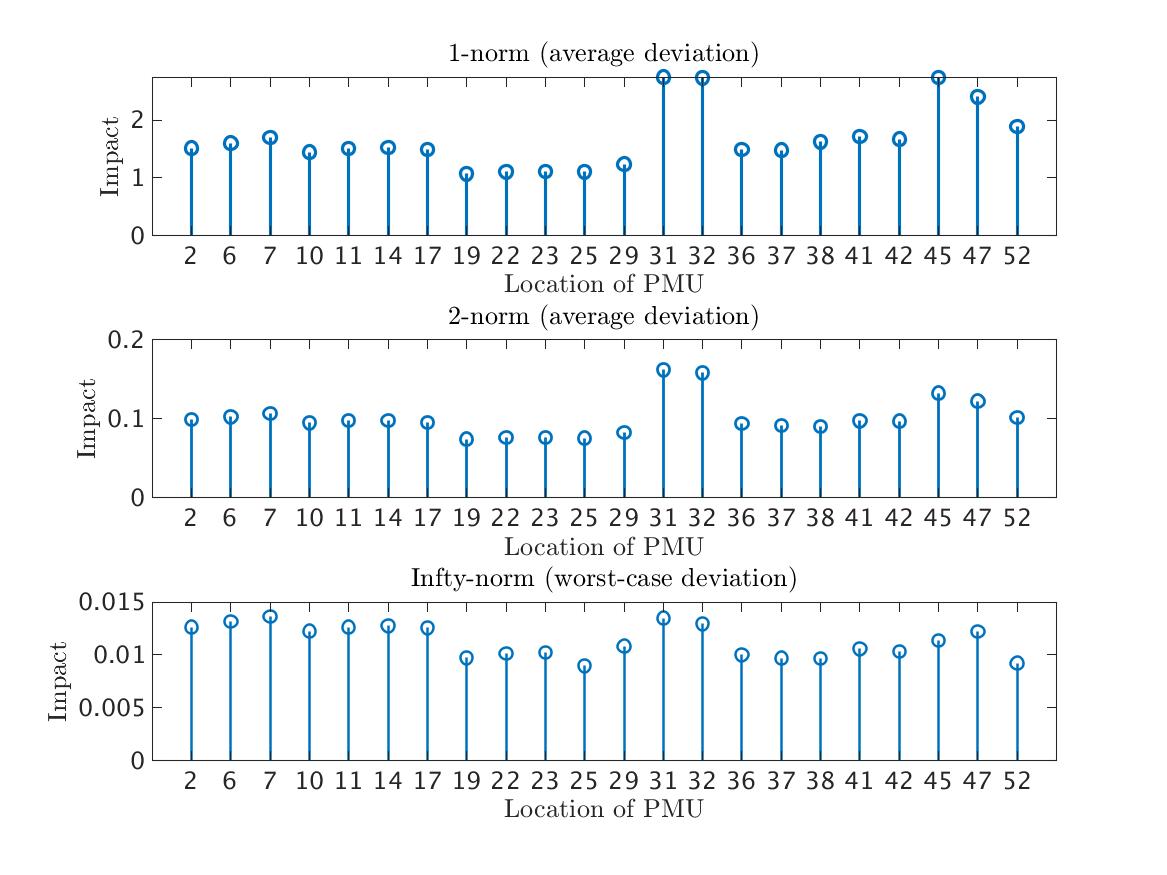 1-norm (average deviation)
2
1
0
Impact
2 6 7 10 11 14 17 19 22 23 25 29 31 32 36 37 38 41 42 45 47 52
Location of PMU
2-norm (average deviation)
0.2
0.1
0
Impact
2 6 7 10 11 14 17 19 22 23 25 29 31 32 36 37 38 41 42 45 47 52
Location of PMU
Infty-norm (worst-case deviation)
0.015
0.01
0.005
0
Impact
2 6 7 10 11 14 17 19 22 23 25 29 31 32 36 37 38 41 42 45 47 52
Location of PMU